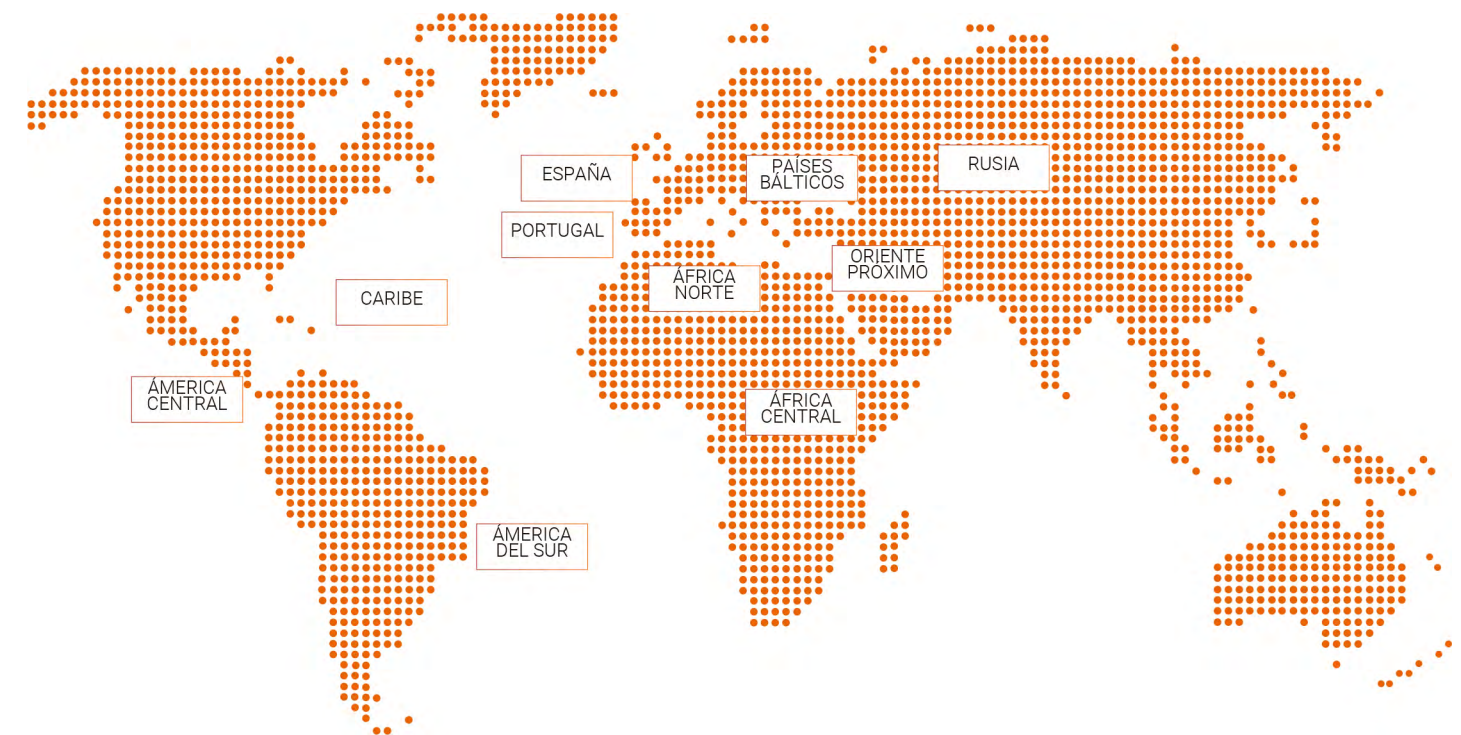 ESPAÑA
PAÍSES
BÁLTICOS
RUSIA
PORTUGAL
ORIENTE
PRÓXIMO
ÁFRICA
NORTE
CARIBE
ÁMERICA
CENTRAL
ÁFRICA
CENTRAL
ÁMERICA
DEL SUR